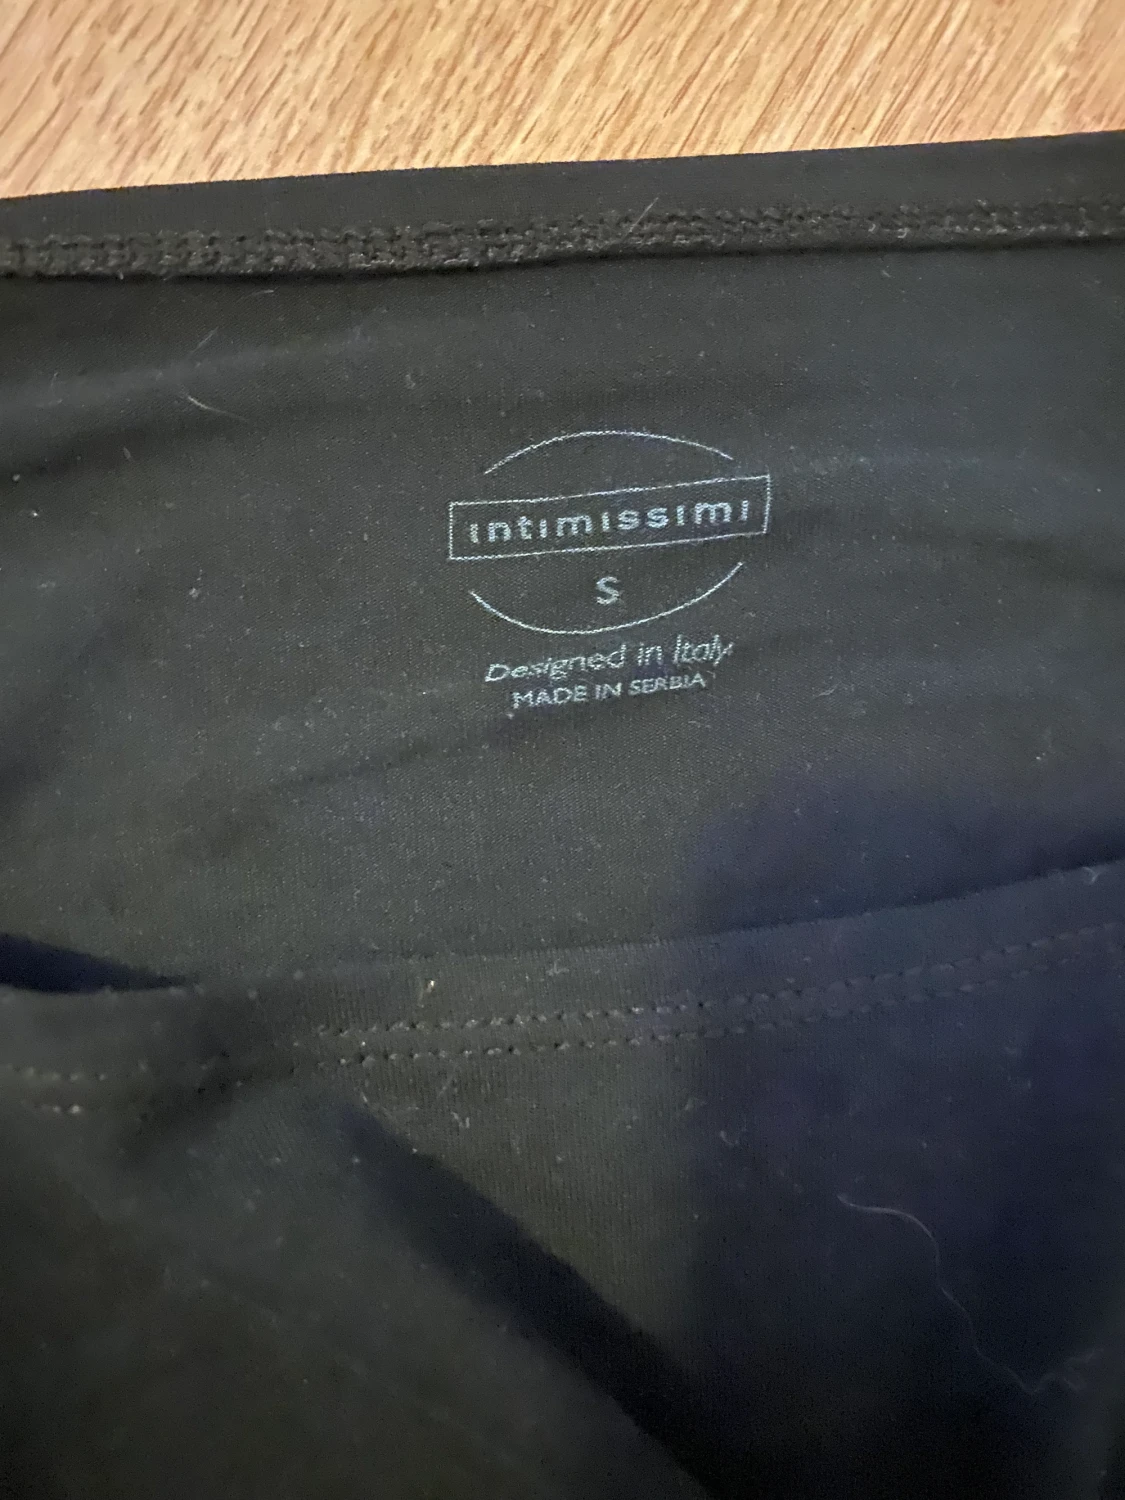 intimissimi
S
Designed in Italy
MADE IN SERBIA